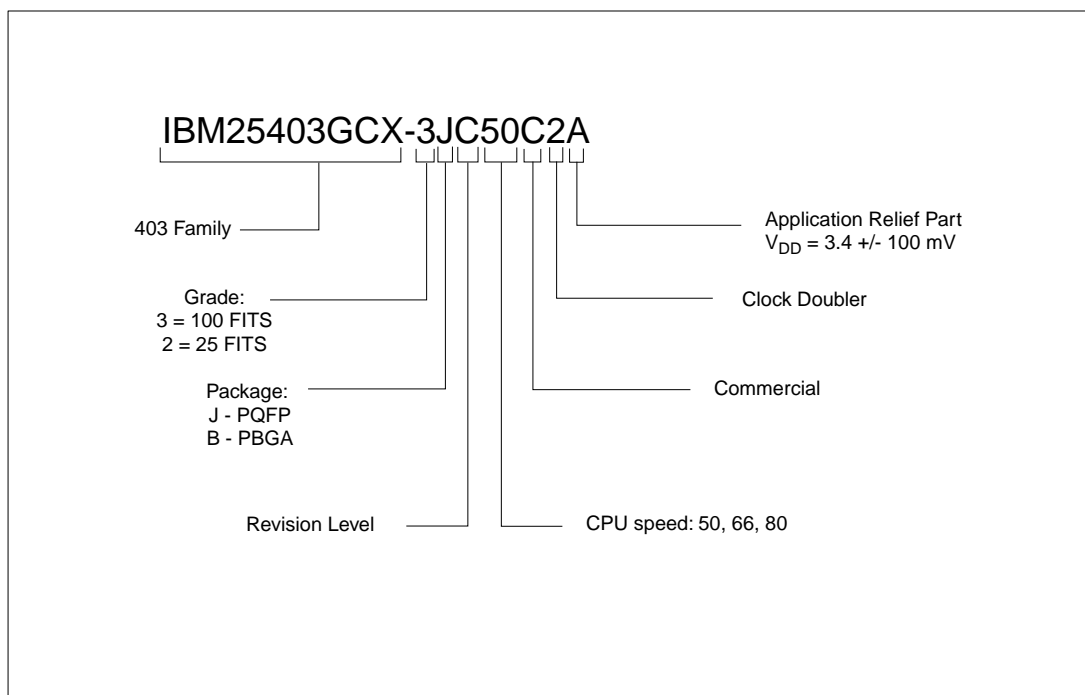 IBM25403GCX-3JC50C2A
403 Family
Application Relief Part
VDD = 3.4 +/- 100 mV
Grade:
3 = 100 FITS
2 = 25 FITS
Clock Doubler
Package:
J - PQFP
B - PBGA
Commercial
Revision Level
CPU speed: 50, 66, 80